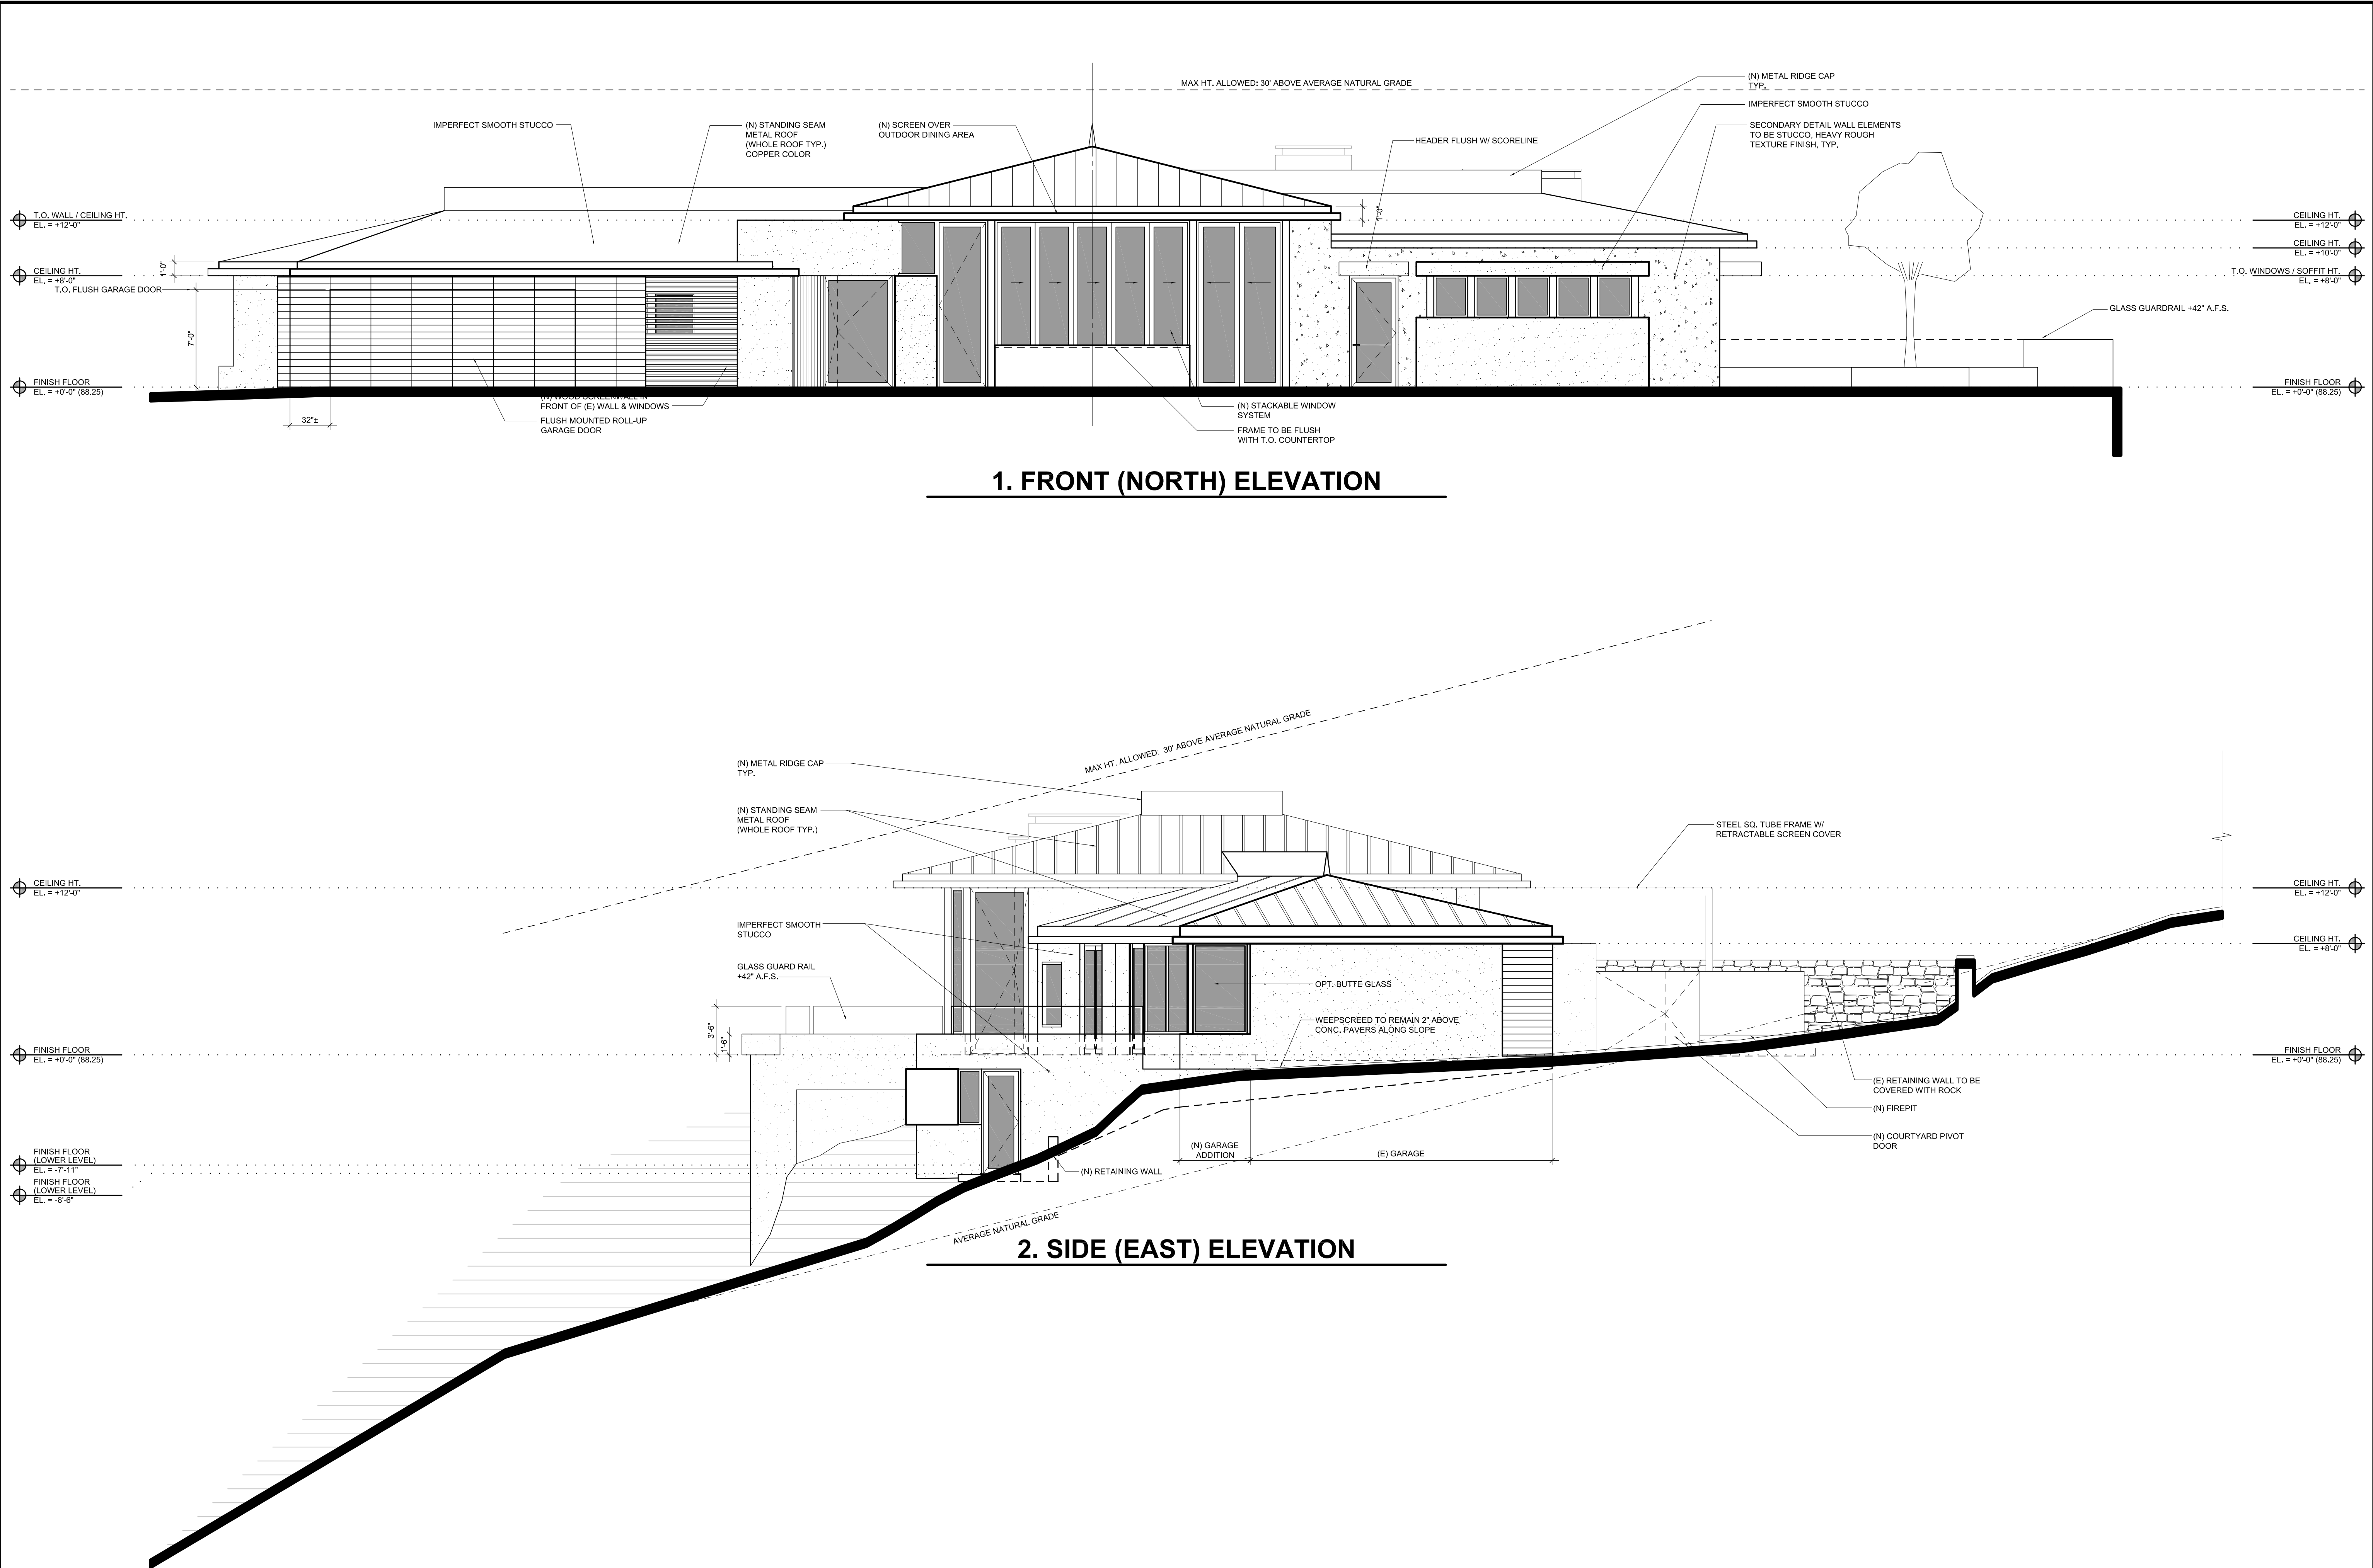 MAX HT. ALLOWED: 30' ABOVE AVERAGE NATURAL GRADE
(N) METAL RIDGE CAP
TYP.
IMPERFECT SMOOTH STUCCO
(N) STANDING SEAM
METAL ROOF
(WHOLE ROOF TYP.)
COPPER COLOR
(N) SCREEN OVER
OUTDOOR DINING AREA
HEADER FLUSH W/ SCORELINE
IMPERFECT SMOOTH STUCCO
SECONDARY DETAIL WALL ELEMENTS
TO BE STUCCO, HEAVY ROUGH
TEXTURE FINISH, TYP.
T.O. WALL / CEILING HT.
EL. = +12'-0"
CEILING HT.
EL. = +8'-0"
T.O. FLUSH GARAGE DOOR
FINISH FLOOR
EL. = +0'-0" (88.25)
1'-0"
7'-0"
32"±
1'-0"
CEILING HT.
EL. = +12'-0"
CEILING HT.
EL. = +10'-0"
T.O. WINDOWS / SOFFIT HT.
EL. = +8'-0"
GLASS GUARDRAIL +42" A.F.S.
FINISH FLOOR
EL. = +0'-0" (88.25)
(N) WOOD SCREENWALL IN
FRONT OF (E) WALL & WINDOWS
FLUSH MOUNTED ROLL-UP
GARAGE DOOR
(N) STACKABLE WINDOW
SYSTEM
FRAME TO BE FLUSH
WITH T.O. COUNTERTOP
1. FRONT (NORTH) ELEVATION
MAX HT. ALLOWED: 30' ABOVE AVERAGE NATURAL GRADE
(N) METAL RIDGE CAP
TYP.
(N) STANDING SEAM
METAL ROOF
(WHOLE ROOF TYP.)
STEEL SQ. TUBE FRAME W/
RETRACTABLE SCREEN COVER
CEILING HT.
EL. = +12'-0"
IMPERFECT SMOOTH
STUCCO
GLASS GUARD RAIL
+42" A.F.S.
OPT. BUTTE GLASS
WEEPSCREED TO REMAIN 2" ABOVE
CONC. PAVERS ALONG SLOPE
3'-6"
1'-6"
CEILING HT.
EL. = +12'-0"
CEILING HT.
EL. = +8'-0"
FINISH FLOOR
EL. = +0'-0" (88.25)
FINISH FLOOR
EL. = +0'-0" (88.25)
(E) RETAINING WALL TO BE
COVERED WITH ROCK
(N) FIREPIT
(N) COURTYARD PIVOT
DOOR
(N) GARAGE
ADDITION
(E) GARAGE
(N) RETAINING WALL
FINISH FLOOR
(LOWER LEVEL)
EL. = -7'-11"
FINISH FLOOR
(LOWER LEVEL)
EL. = -8'-6"
AVERAGE NATURAL GRADE
2. SIDE (EAST) ELEVATION